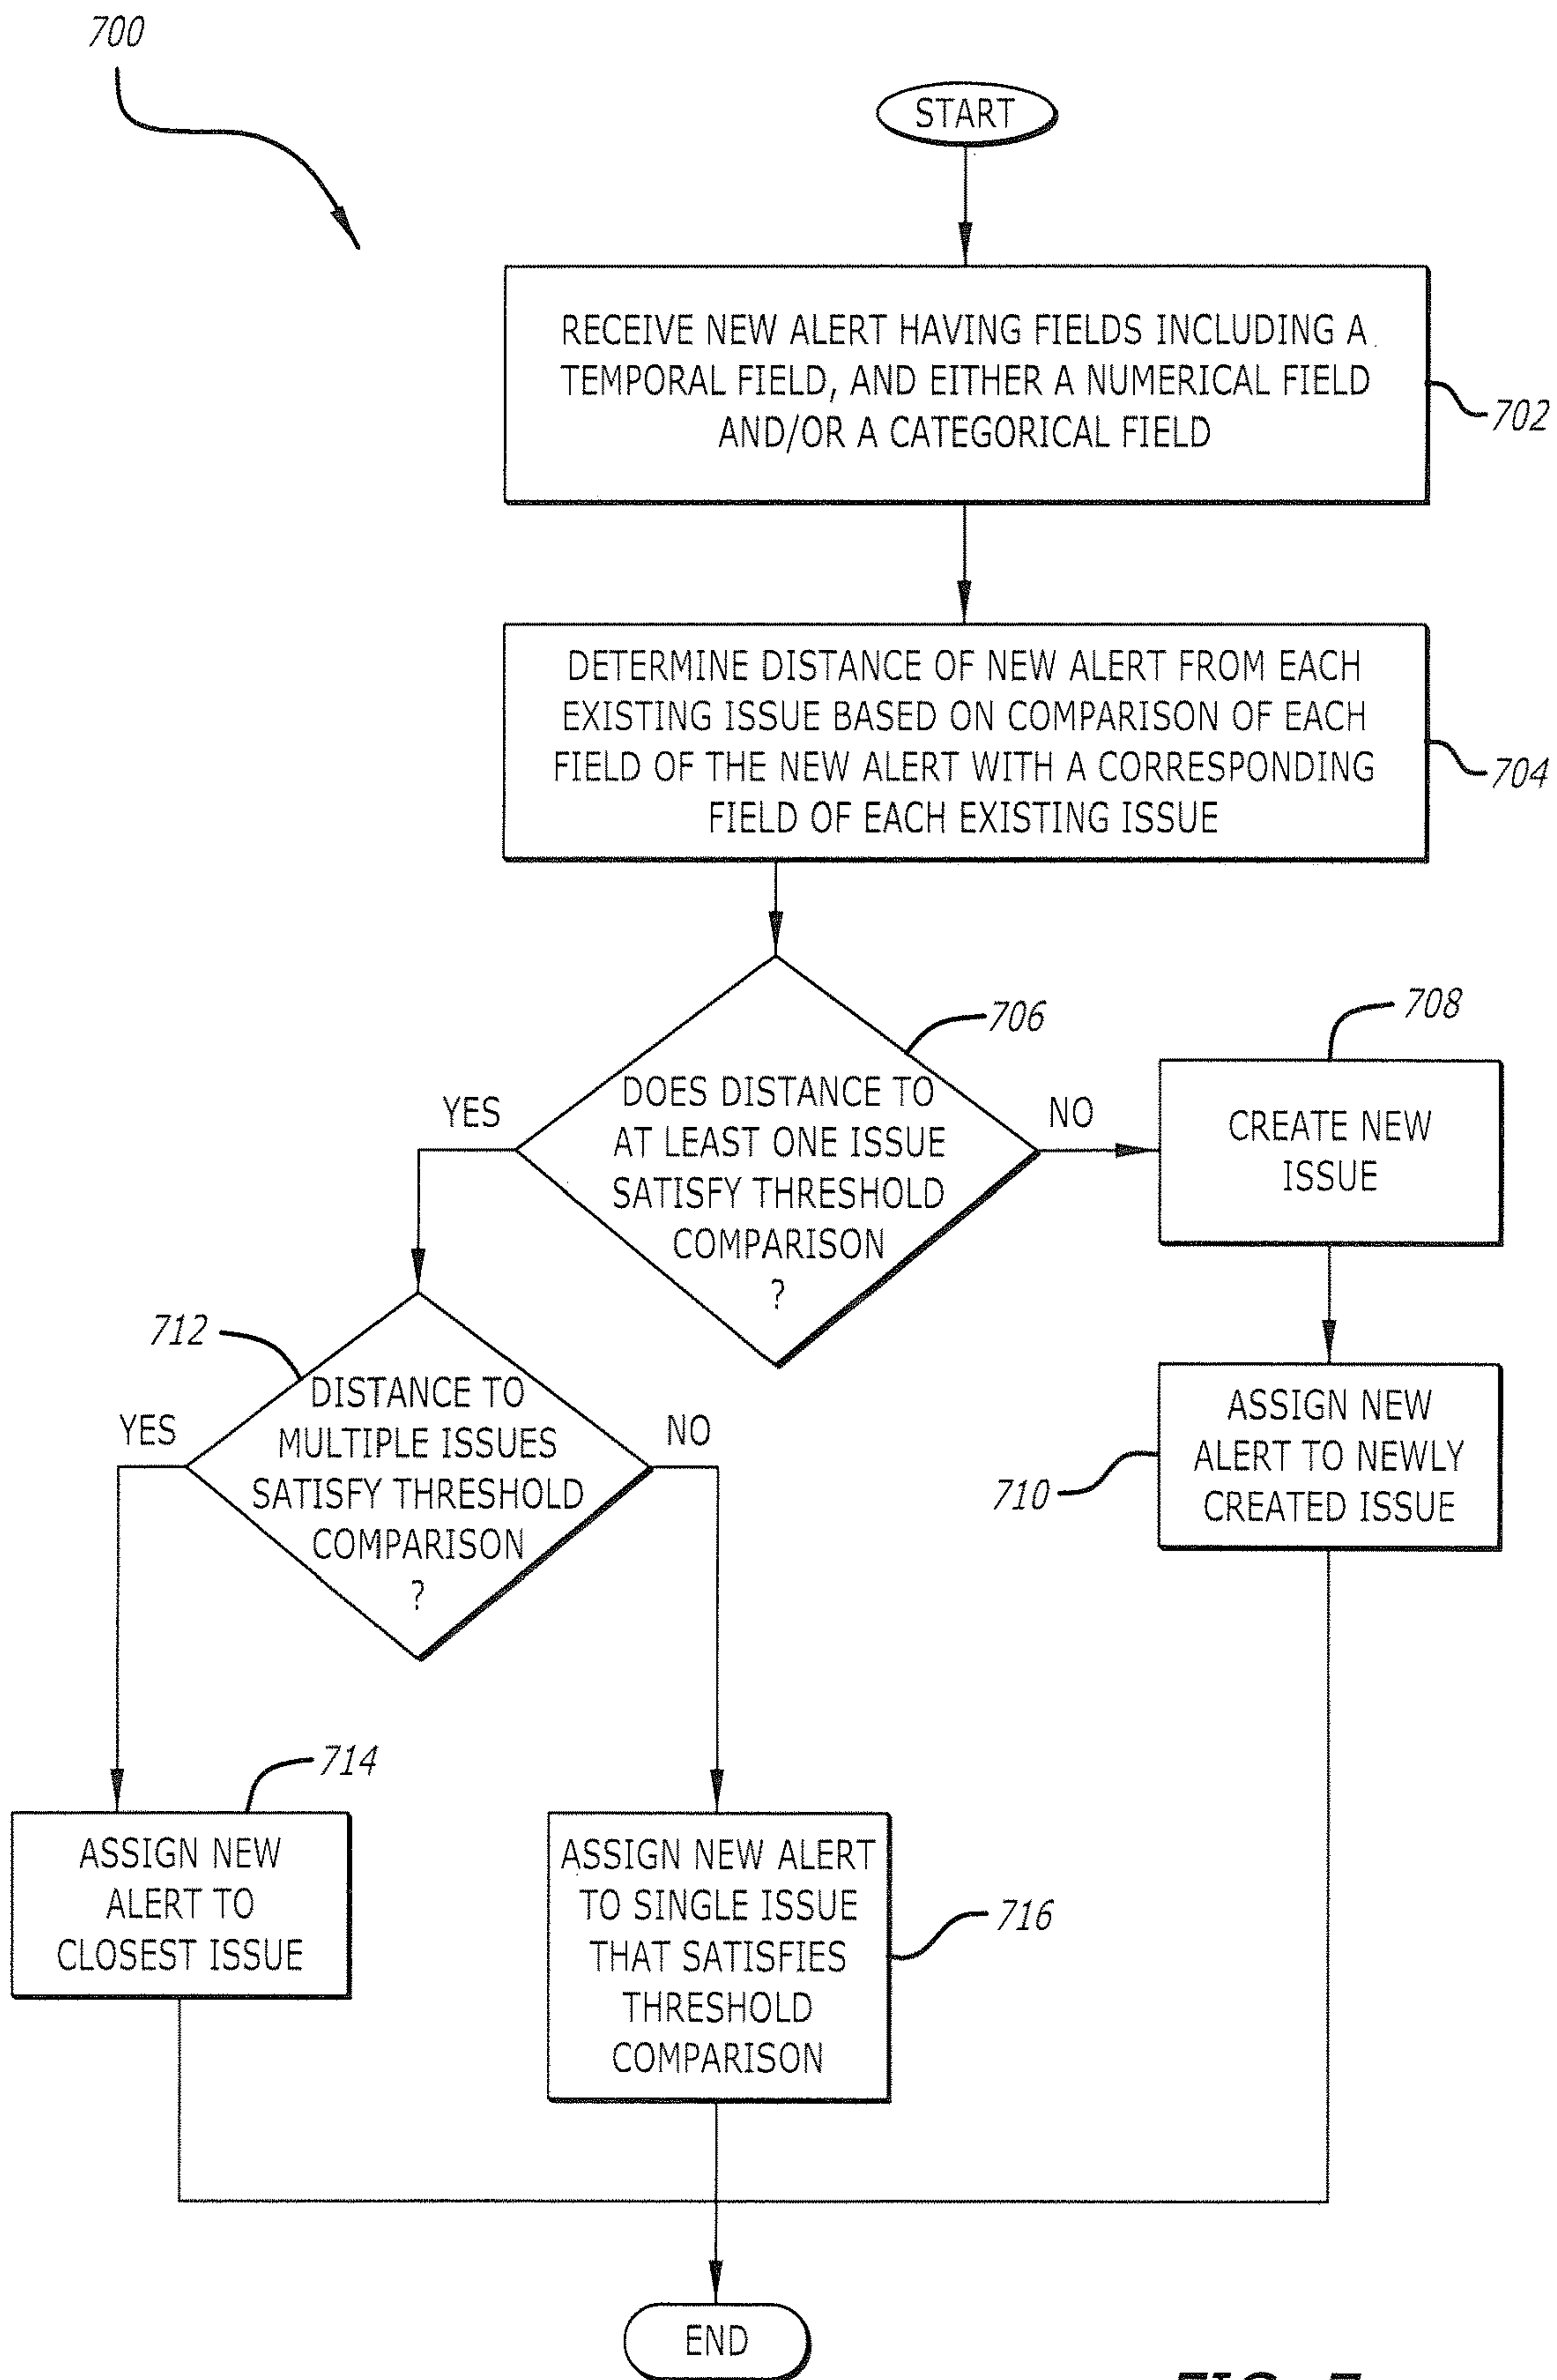 700
START
RECEIVE NEW ALERT HAVING FIELDS INCLUDING A
TEMPORAL FIELD, AND EITHER A NUMERICAL FIELD
AND/OR A CATEGORICAL FIELD
702
DETERMINE DISTANCE OF NEW ALERT FROM EACH
EXISTING ISSUE BASED ON COMPARISON OF EACH
FIELD OF THE NEW ALERT WITH A CORRESPONDING
FIELD OF EACH EXISTING ISSUE
704
706
DOES DISTANCE TO
AT LEAST ONE ISSUE
SATISFY THRESHOLD
COMPARISON
?
YES
NO
708
CREATE NEW
ISSUE
710
ASSIGN NEW
ALERT TO NEWLY
CREATED ISSUE
712
DISTANCE TO
MULTIPLE ISSUES
SATISFY THRESHOLD
COMPARISON
?
YES
NO
714
ASSIGN NEW
ALERT TO
CLOSEST ISSUE
ASSIGN NEW ALERT
TO SINGLE ISSUE
THAT SATISFIES
THRESHOLD
COMPARISON
716
END